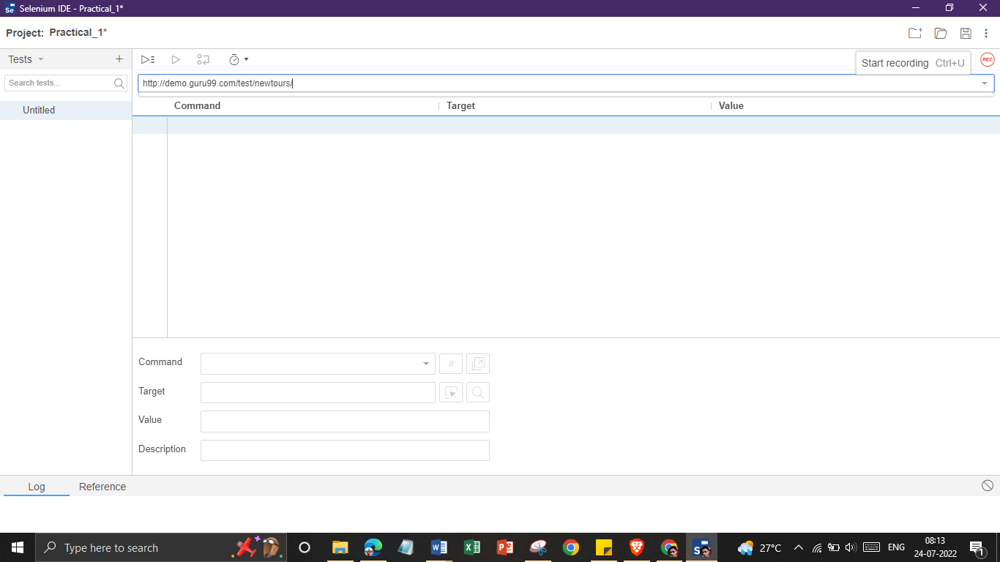 Se Selenium IDE - Practical_1*
Project: Practical_1*
Tests
Start recording Ctrl+U
REC
Search tests...
http://demo.guru99.com/test/newtours/
Untitled
Command Target Value
Command
//
Target
Value
Description
Log Reference
Type here to search
27°C
ENG
08:13
24-07-2022
1